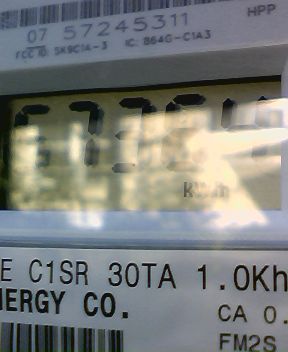 HPP
07 57245311
FCC ID: SK9C1A-3 IC: 864G-C1A3
kWh
E C1SR 30TA 1.0Kh
NERGY CO.
CA 0.
FM2S